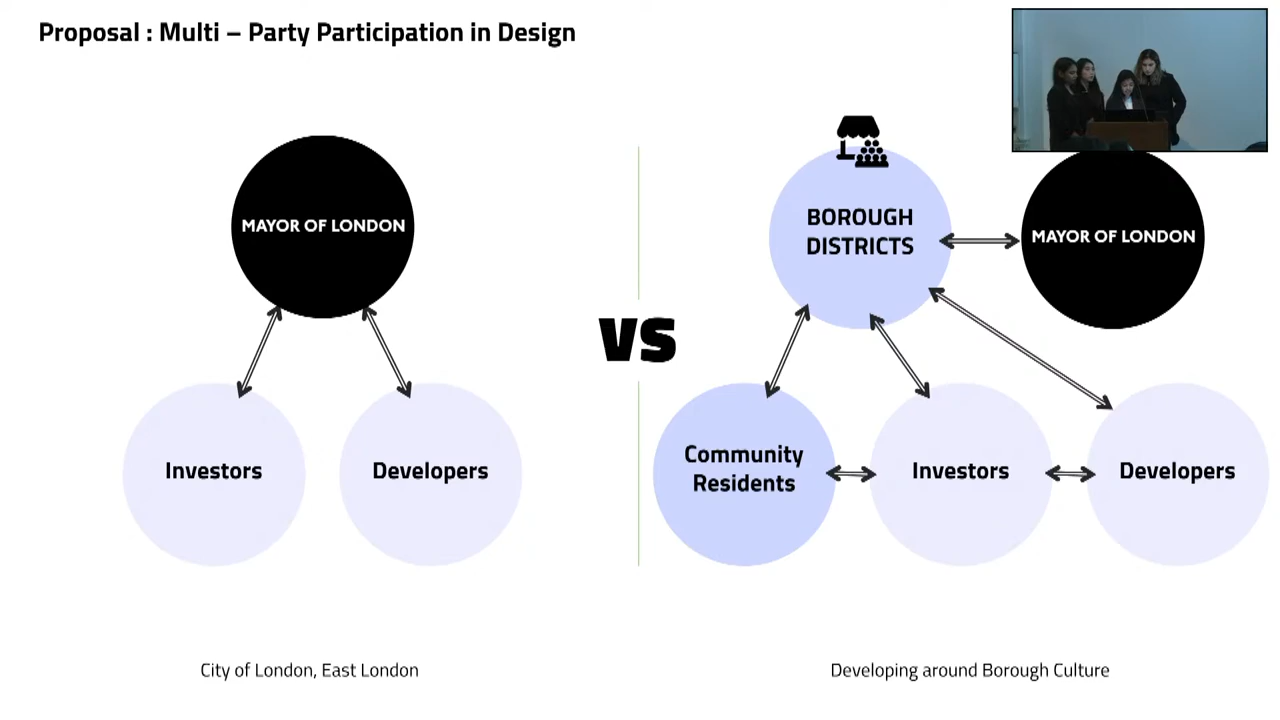 Proposal : Multi – Party Participation in Design
MAYOR OF LONDON
Investors
Developers
City of London, East London
VS
BOROUGH
DISTRICTS
MAYOR OF LONDON
Community
Residents
Investors
Developers
Developing around Borough Culture